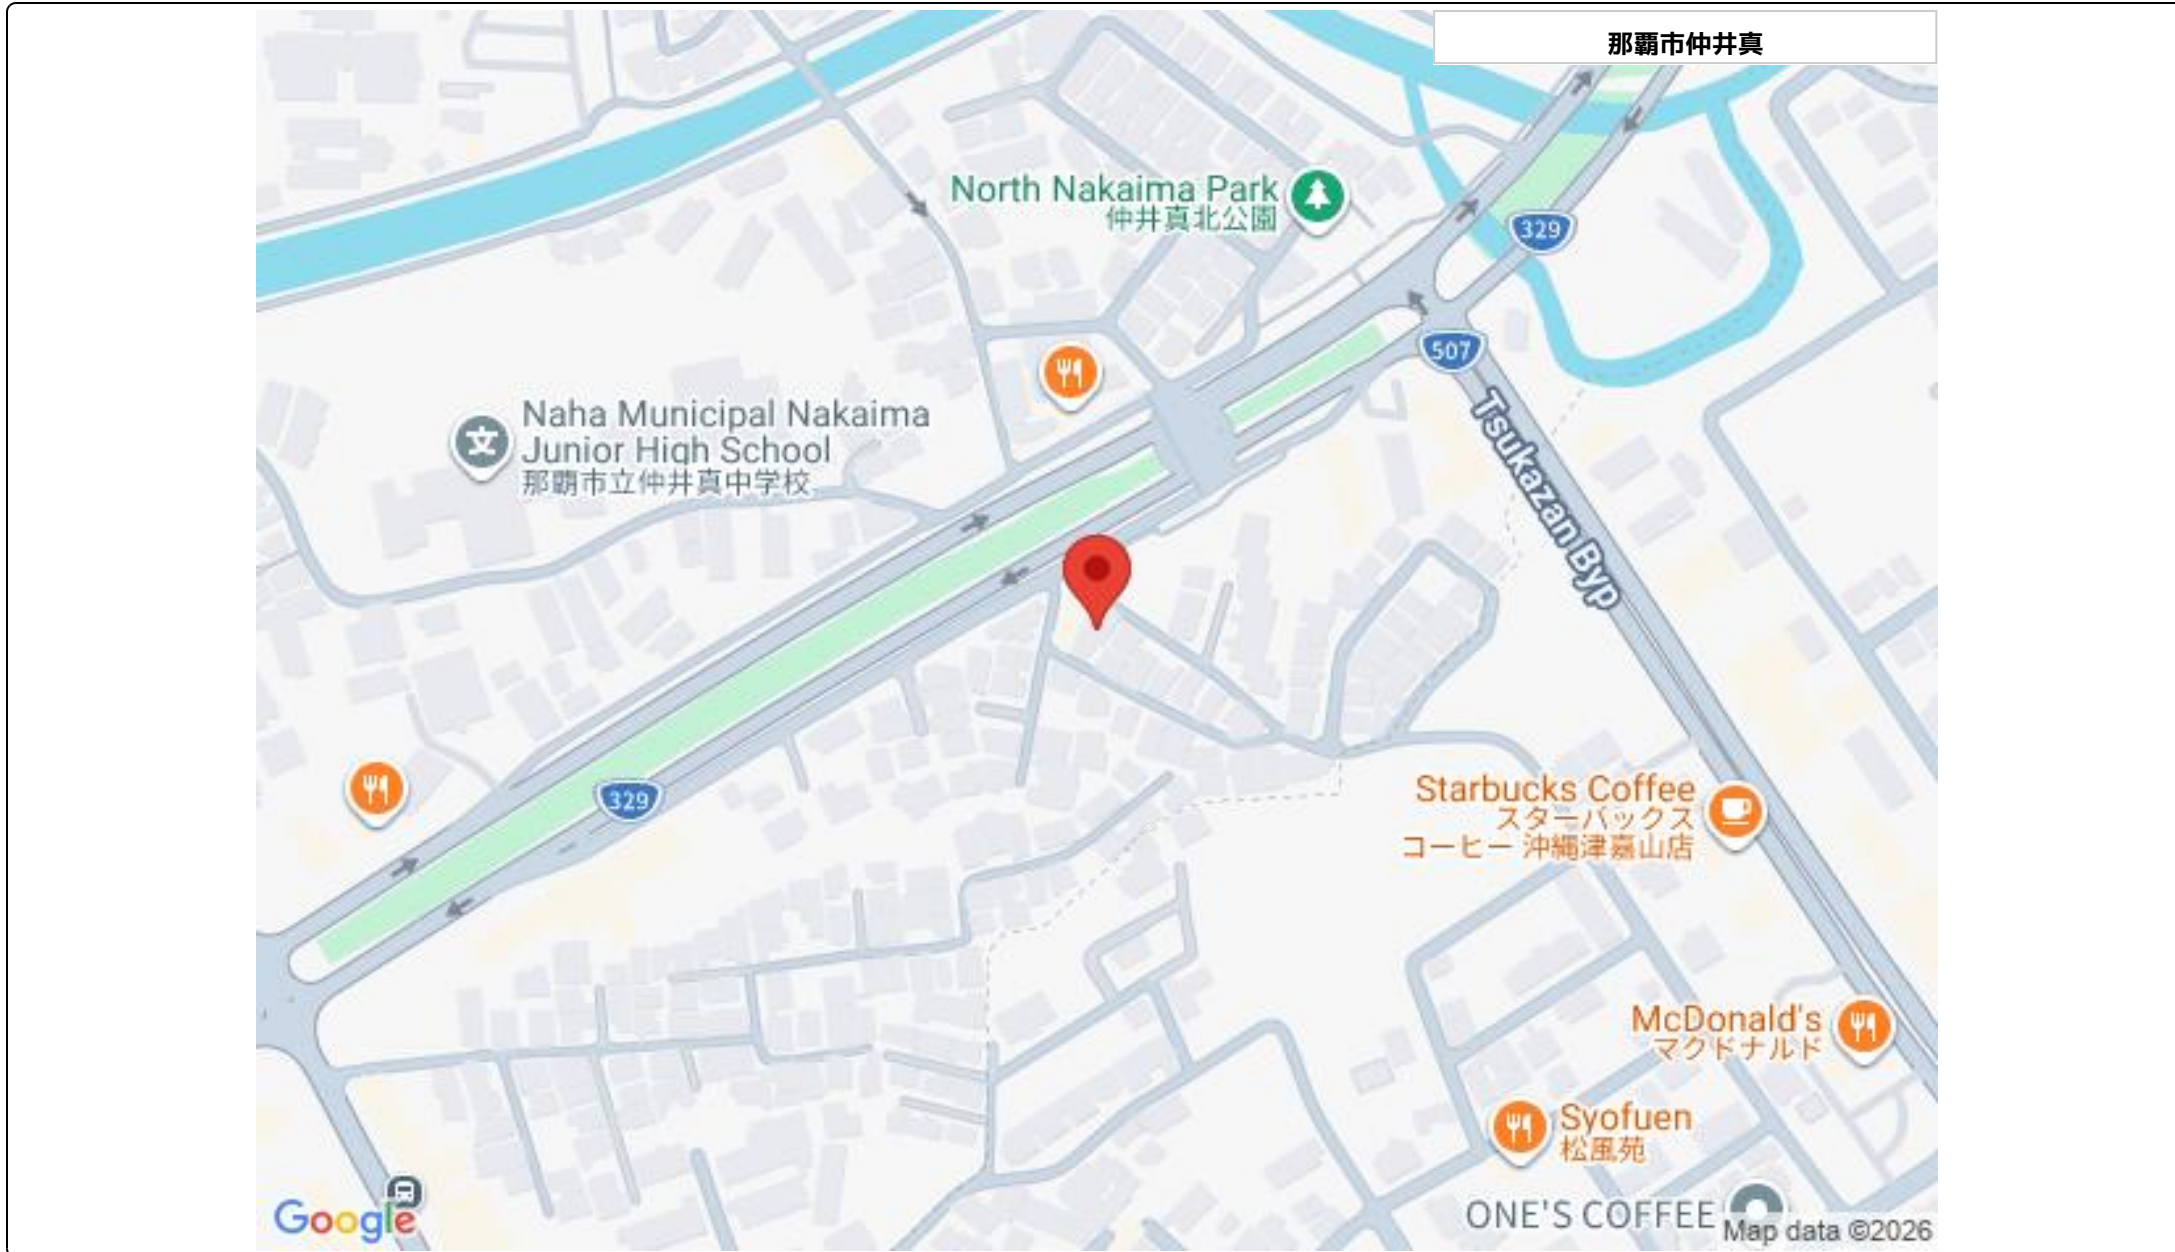 那覇市仲井真
North Nakaima Park
仲井真北公園
329
507
Naha Municipal Nakaima
Junior High School
那覇市立仲井真中学校
Tsukazan Byp
329
Starbucks Coffee
スターバックス
コーヒー 沖縄津嘉山店
McDonald's
マクドナルド
Syofuen
松風苑
ONE'S COFFEE
Google
Map data ©2026